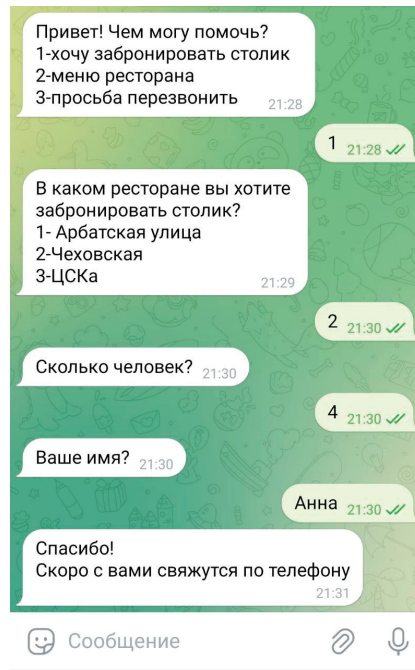 Привет! Чем могу помочь?
1-хочу забронировать столик
2-меню ресторана
3-просьба перезвонить 21:28
1 21:28
В каком ресторане вы хотите
забронировать столик?
1- Арбатская улица
2-Чеховская
3-ЦСКа 21:29
2 21:30
Сколько человек? 21:30
4 21:30
Ваше имя? 21:30
Анна 21:30
Спасибо!
Скоро с вами свяжутся по телефону
21:31
Сообщение